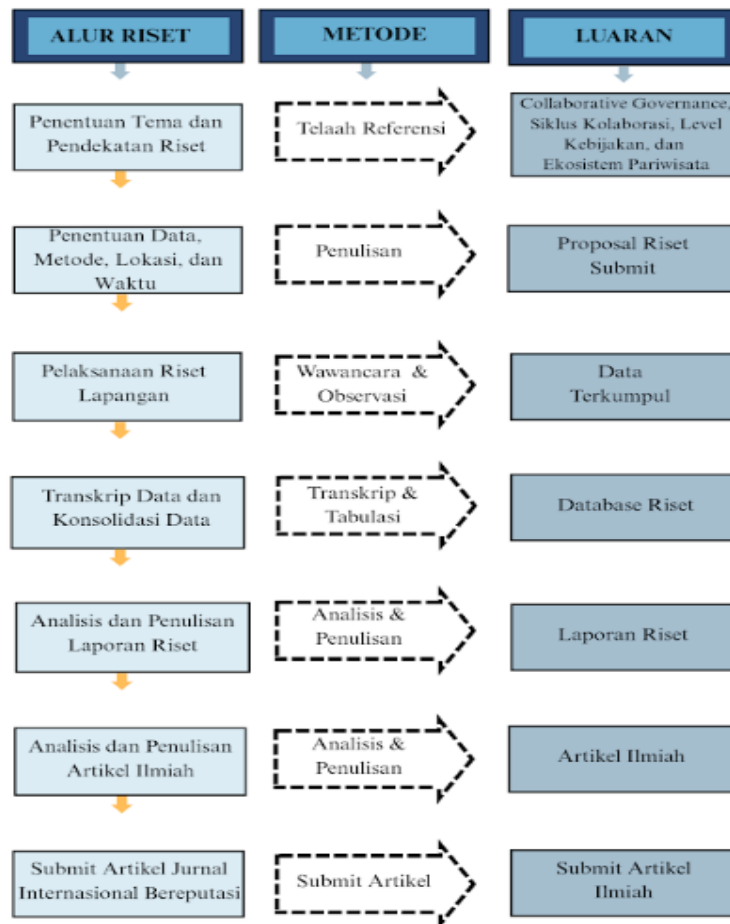 ALUR RISET
METODE
LUARAN
Penentuan Tema dan
Pendekatan Riset
Telaah Referensi
Collaborative Governance,
Siklus Kolaborasi, Level
Kebijakan, dan
Ekosistem Pariwisata
Penentuan Data,
Metode, Lokasi, dan
Waktu
Penulisan
Proposal Riset
Submit
Pelaksanaan Riset
Lapangan
Wawancara &
Observasi
Data
Terkumpul
Transkrip Data dan
Konsolidasi Data
Transkrip &
Tabulasi
Database Riset
Analisis dan Penulisan
Laporan Riset
Analisis &
Penulisan
Laporan Riset
Analisis dan Penulisan
Artikel Ilmiah
Analisis &
Penulisan
Artikel Ilmiah
Submit Artikel Jurnal
Internasional Bereputasi
Submit Artikel
Submit Artikel
Ilmiah